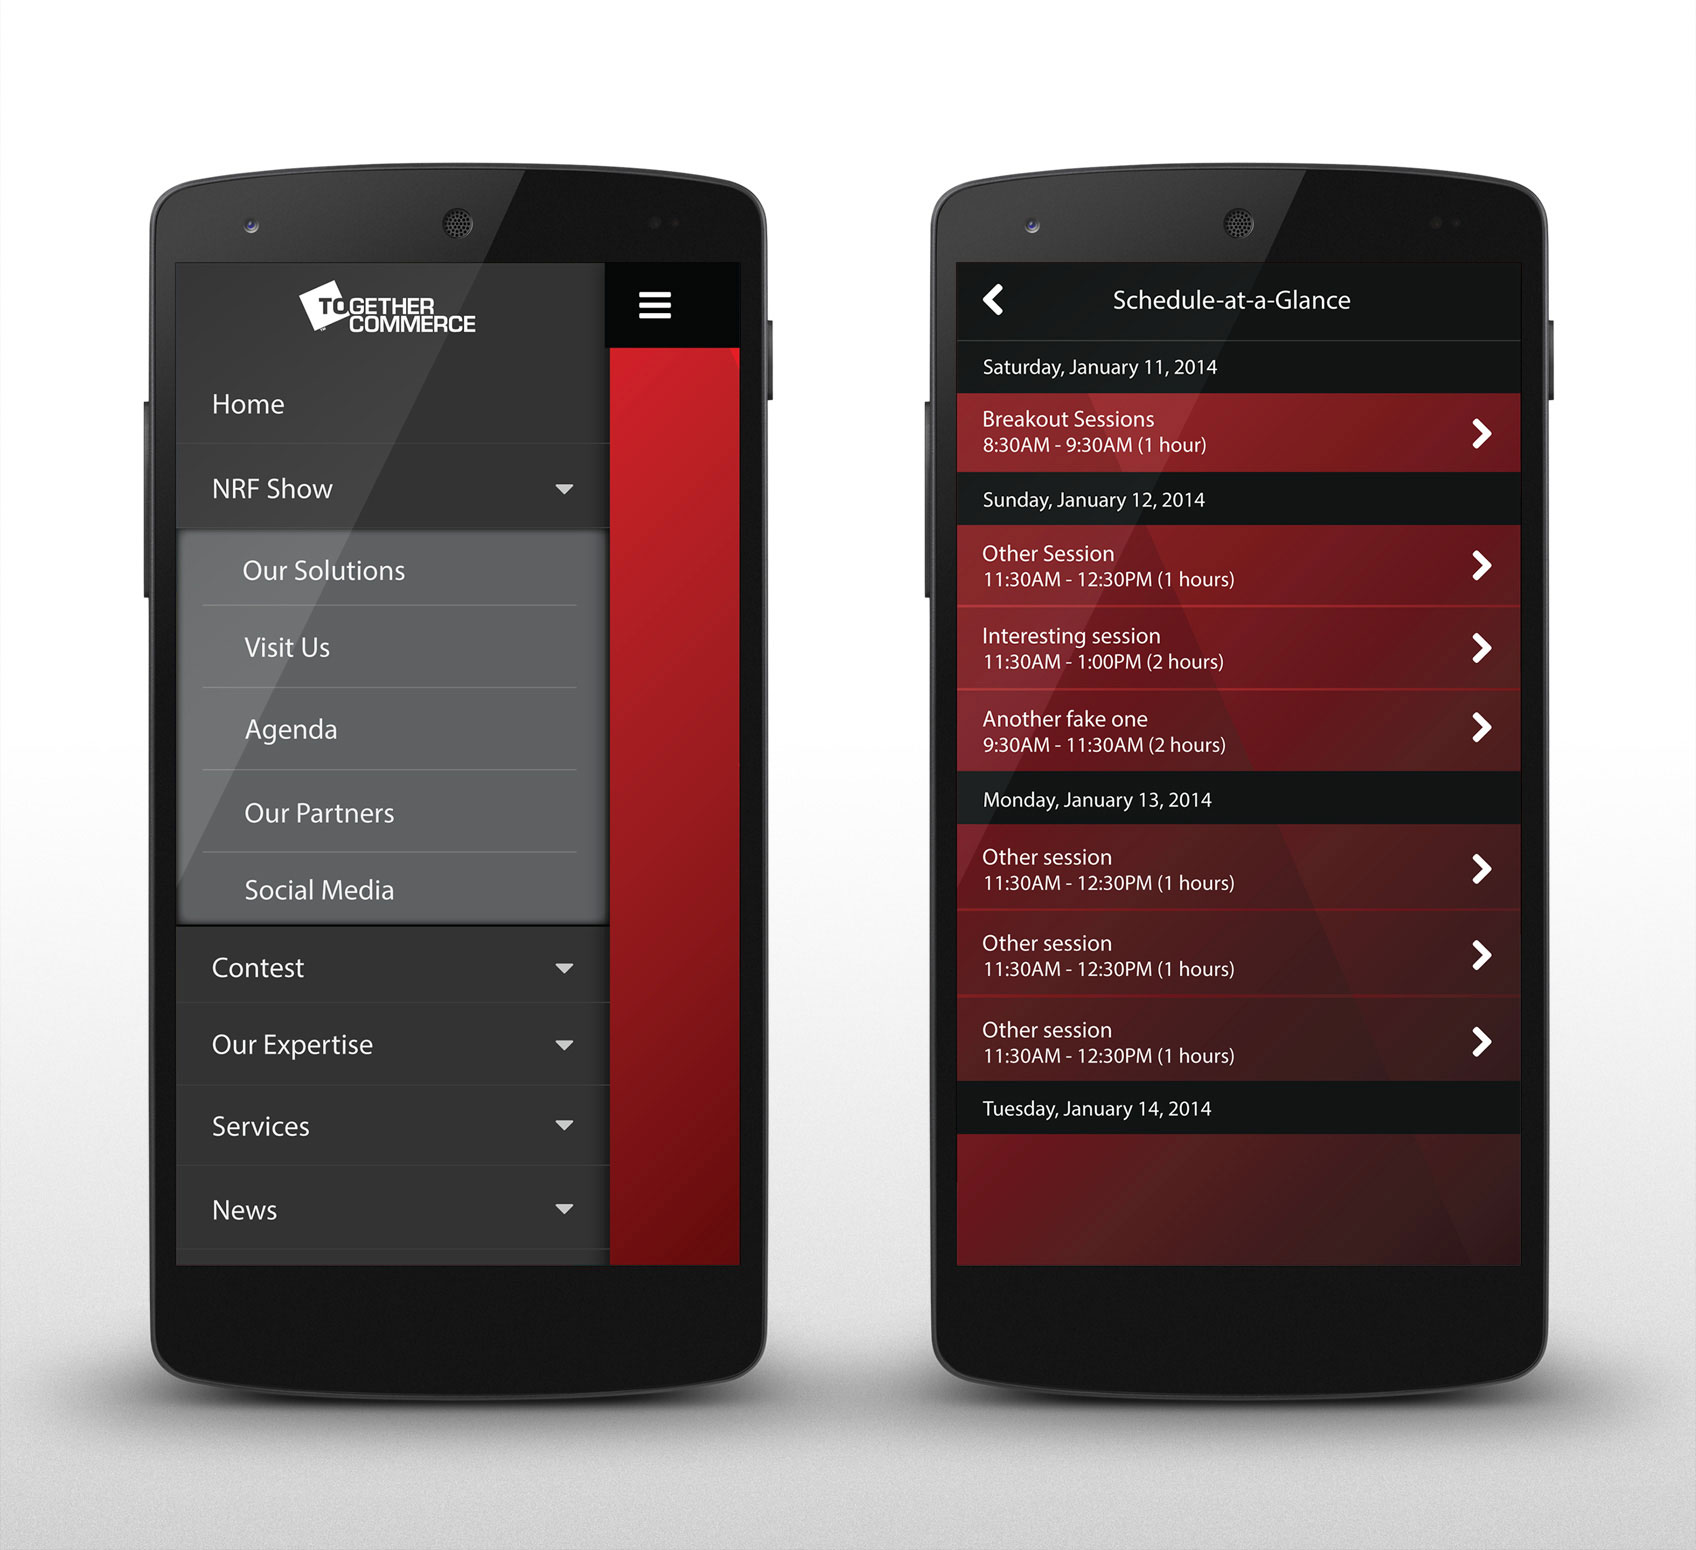 TOGETHER
COMMERCE
Home
NRF Show
Our Solutions
Visit Us
Agenda
Our Partners
Social Media
Contest
Our Expertise
Services
News
Schedule-at-a-Glance
Saturday, January 11, 2014
Breakout Sessions
8:30AM - 9:30AM (1 hour)
Sunday, January 12, 2014
Other Session
11:30AM - 12:30PM (1 hours)
Interesting session
11:30AM - 1:00PM (2 hours)
Another fake one
9:30AM - 11:30AM (2 hours)
Monday, January 13, 2014
Other session
11:30AM - 12:30PM (1 hours)
Other session
11:30AM - 12:30PM (1 hours)
Other session
11:30AM - 12:30PM (1 hours)
Tuesday, January 14, 2014